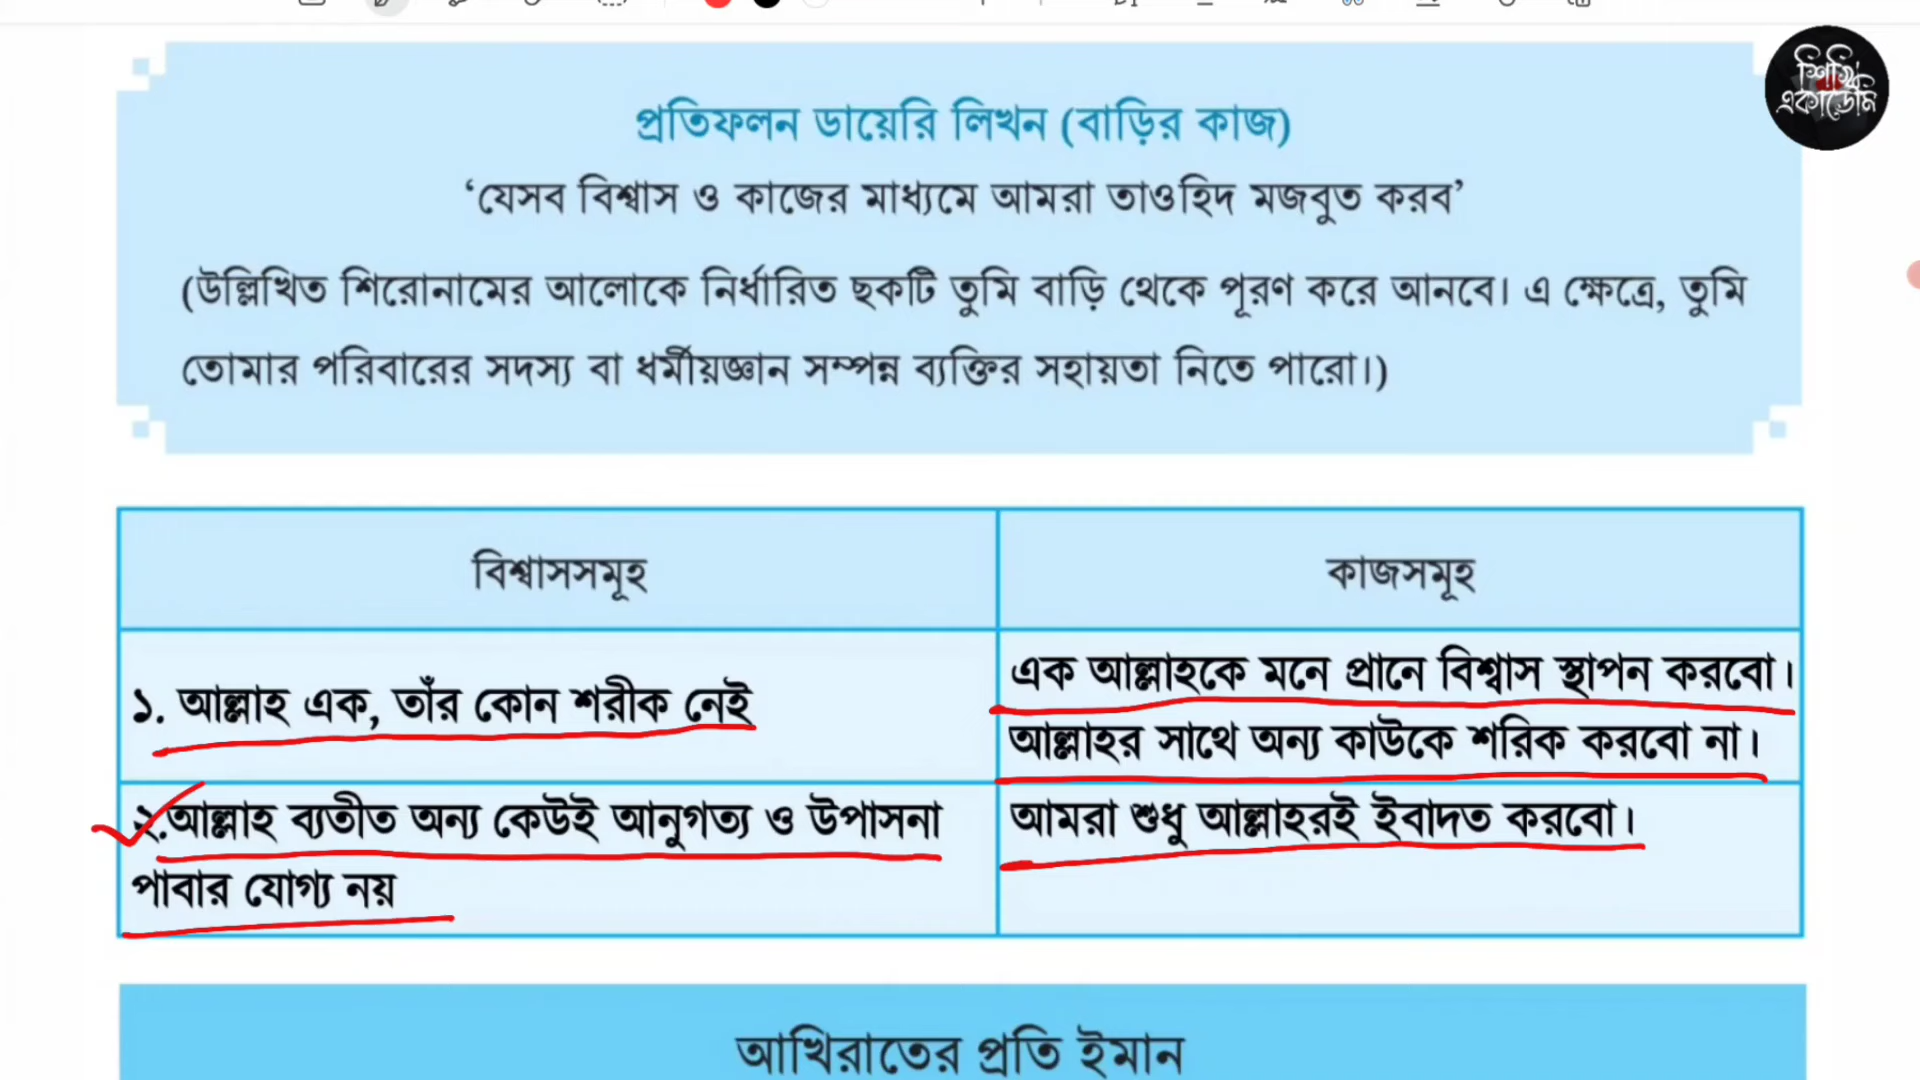 শিখি
একাডেমি
প্রতিফলন ডায়েরি লিখন (বাড়ির কাজ)
‘যেসব বিশ্বাস ও কাজের মাধ্যমে আমরা তাওহিদ মজবুত করব’
(উল্লিখিত শিরোনামের আলোকে নির্ধারিত ছকটি তুমি বাড়ি থেকে পূরণ করে আনবে। এ ক্ষেত্রে, তুমি
তোমার পরিবারের সদস্য বা ধর্মীয়জ্ঞান সম্পন্ন ব্যক্তির সহায়তা নিতে পারো।)
বিশ্বাসসমূহ
কাজসমূহ
১. আল্লাহ এক, তাঁর কোন শরীক নেই
এক আল্লাহকে মনে প্রানে বিশ্বাস স্থাপন করবো।
আল্লাহর সাথে অন্য কাউকে শরিক করবো না।
২.আল্লাহ ব্যতীত অন্য কেউই আনুগত্য ও উপাসনা
পাবার যোগ্য নয়
আমরা শুধু আল্লাহরই ইবাদত করবো।
আখিরাতের প্রতি ইমান